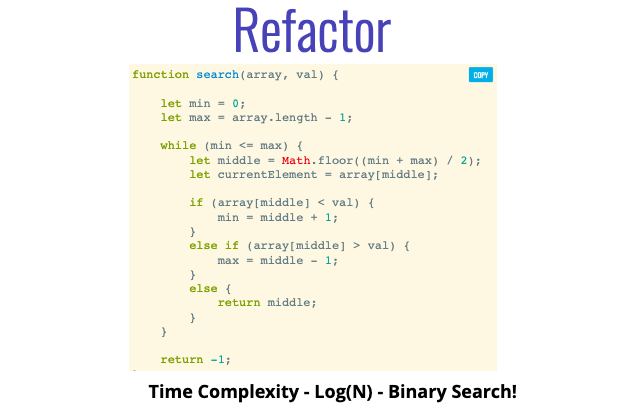 Refactor
function search(array, val) {
COPY
let min = 0;
let max = array.length - 1;
while (min <= max) {
let middle = Math.floor((min + max) / 2);
let currentElement = array[middle];
if (array[middle] < val) {
min = middle + 1;
}
else if (array[middle] > val) {
max = middle - 1;
}
else {
return middle;
}
}
return -1;
Time Complexity - Log(N) - Binary Search!